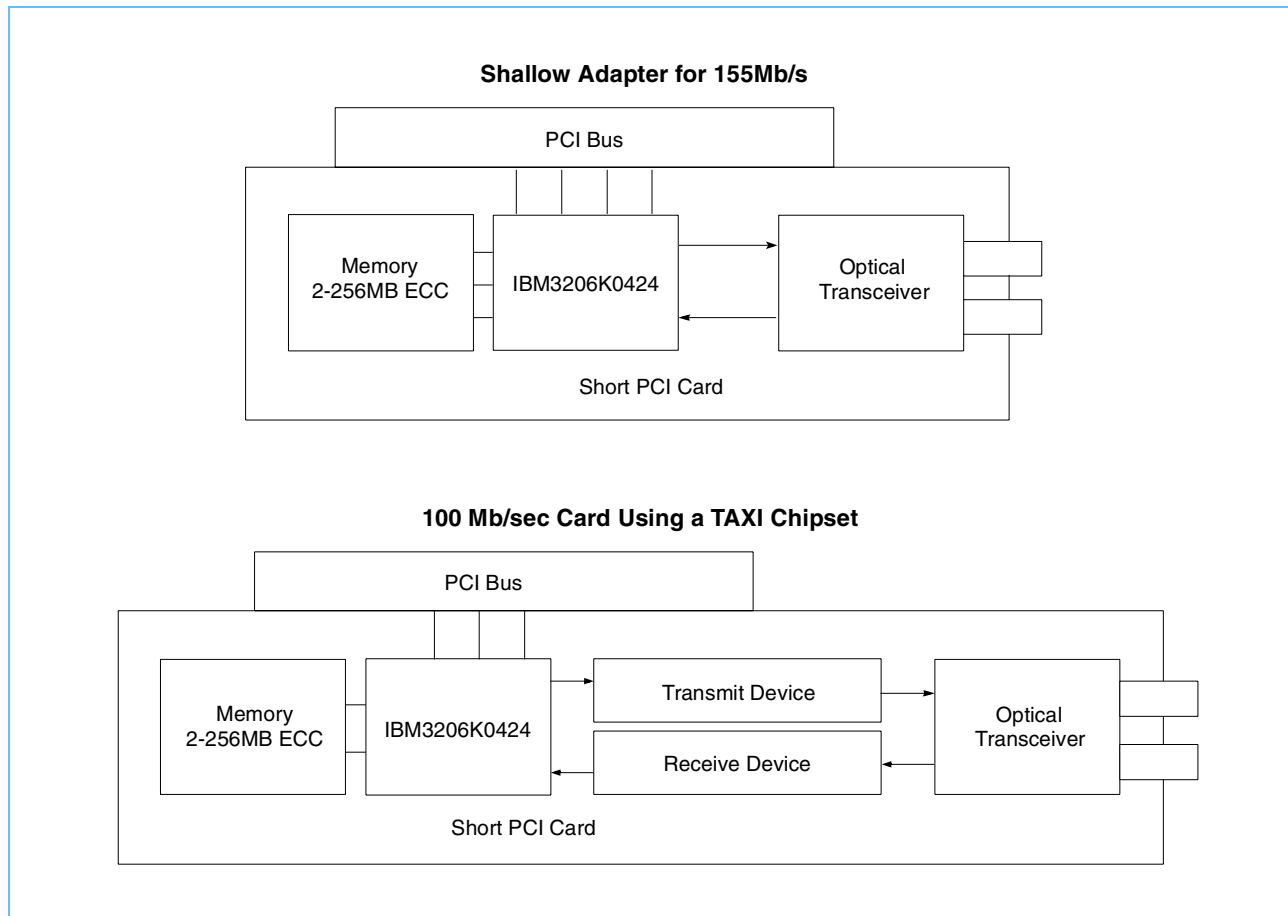 Shallow Adapter for 155Mb/s
PCI Bus
Memory
2-256MB ECC
IBM3206K0424
Optical
Transceiver
Short PCI Card
100 Mb/sec Card Using a TAXI Chipset
PCI Bus
Memory
2-256MB ECC
IBM3206K0424
Transmit Device
Receive Device
Optical
Transceiver
Short PCI Card